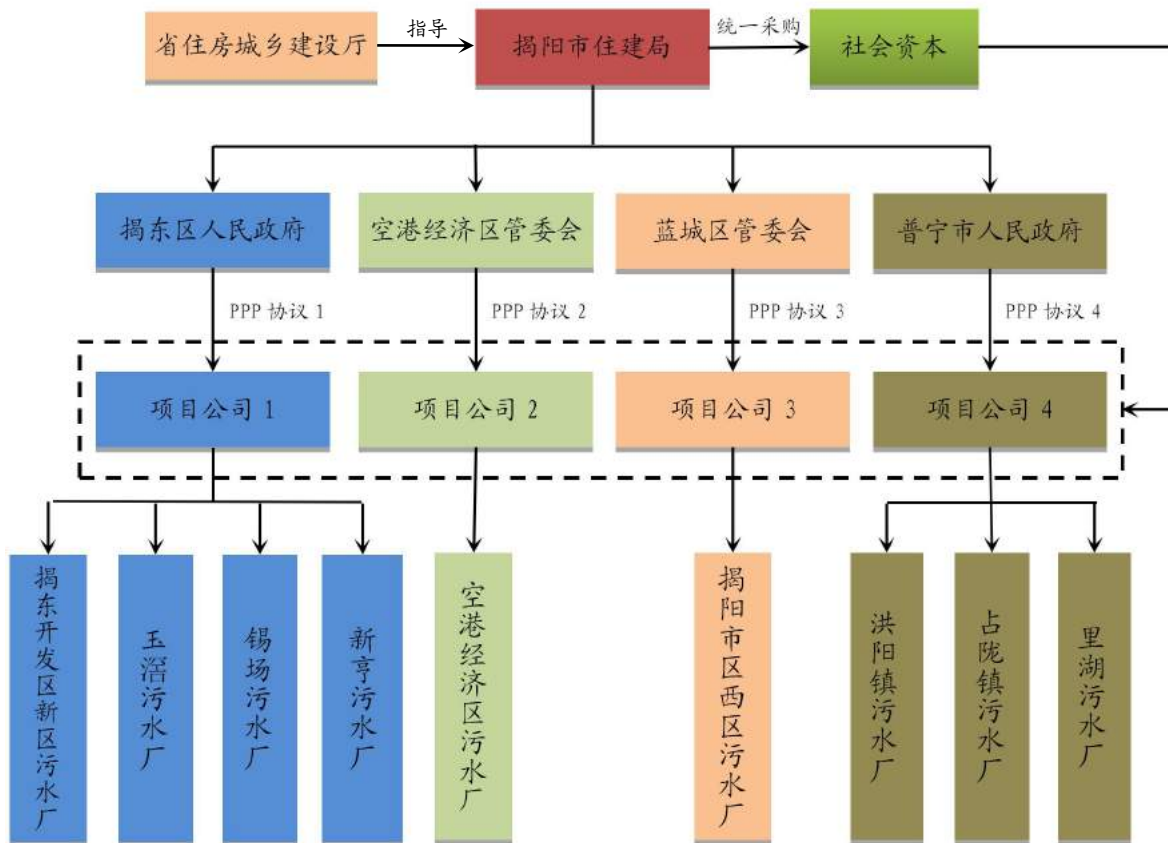 省住房城乡建设厅
指导
揭阳市住建局
统一采购
社会资本
揭东区人民政府
空港经济区管委会
蓝城区管委会
普宁市人民政府
PPP 协议 1
PPP 协议 2
PPP 协议 3
PPP 协议 4
项目公司 1
项目公司 2
项目公司 3
项目公司 4
揭东开发区新区污水厂
玉滘污水厂
锡场污水厂
新亨污水厂
空港经济区污水厂
揭阳市区西区污水厂
洪阳镇污水厂
占陇镇污水厂
里湖污水厂